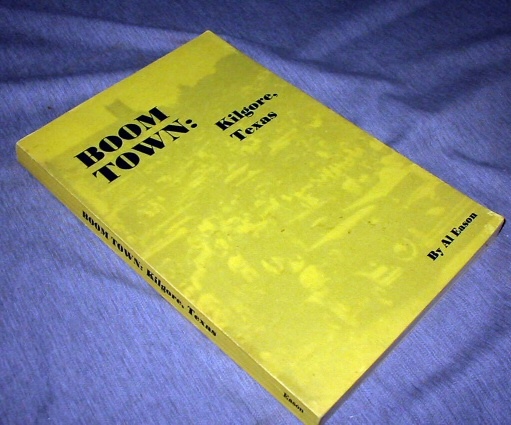 BOOM
TOWN:
Kilgore,
Texas
By Al Eason
BOOM TOWN: Kilgore, Texas
Eason